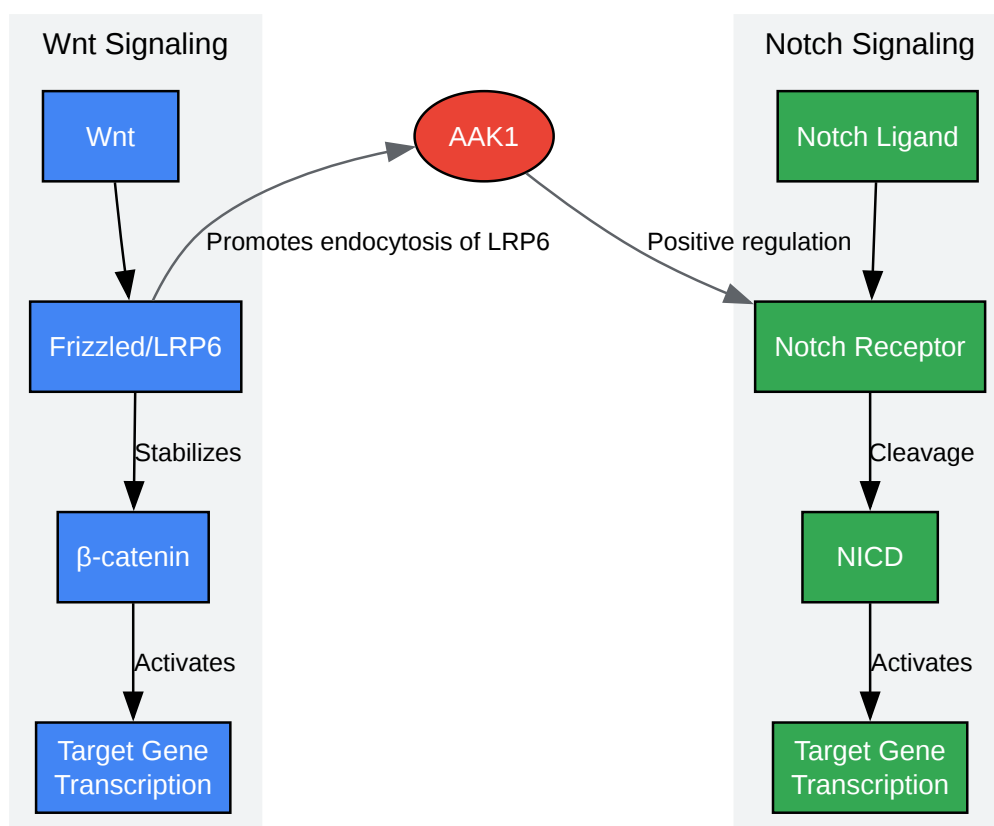 Wnt Signaling
Notch Signaling
Wnt
AAK1
Notch Ligand
Promotes endocytosis of LRP6
Positive regulation
Frizzled/LRP6
Notch Receptor
Stabilizes
Cleavage
β-catenin
NICD
Activates
Activates
Target Gene
Transcription
Target Gene
Transcription